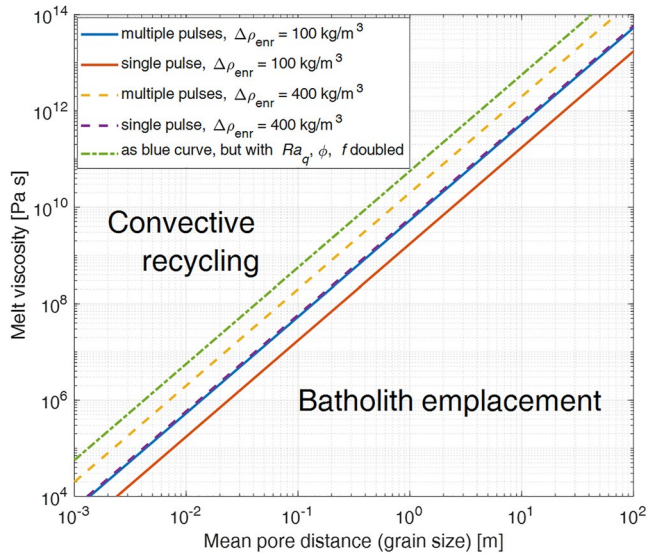 10^14
10^12
10^10
10^8
10^6
10^4
Melt viscosity [Pa s]
multiple pulses, Δρ_enr = 100 kg/m^3
single pulse, Δρ_enr = 100 kg/m^3
multiple pulses, Δρ_enr = 400 kg/m^3
single pulse, Δρ_enr = 400 kg/m^3
as blue curve, but with Ra_q, ϕ, f doubled
Convective
recycling
Batholith emplacement
10^-3 10^-2 10^-1 10^0 10^1 10^2
Mean pore distance (grain size) [m]